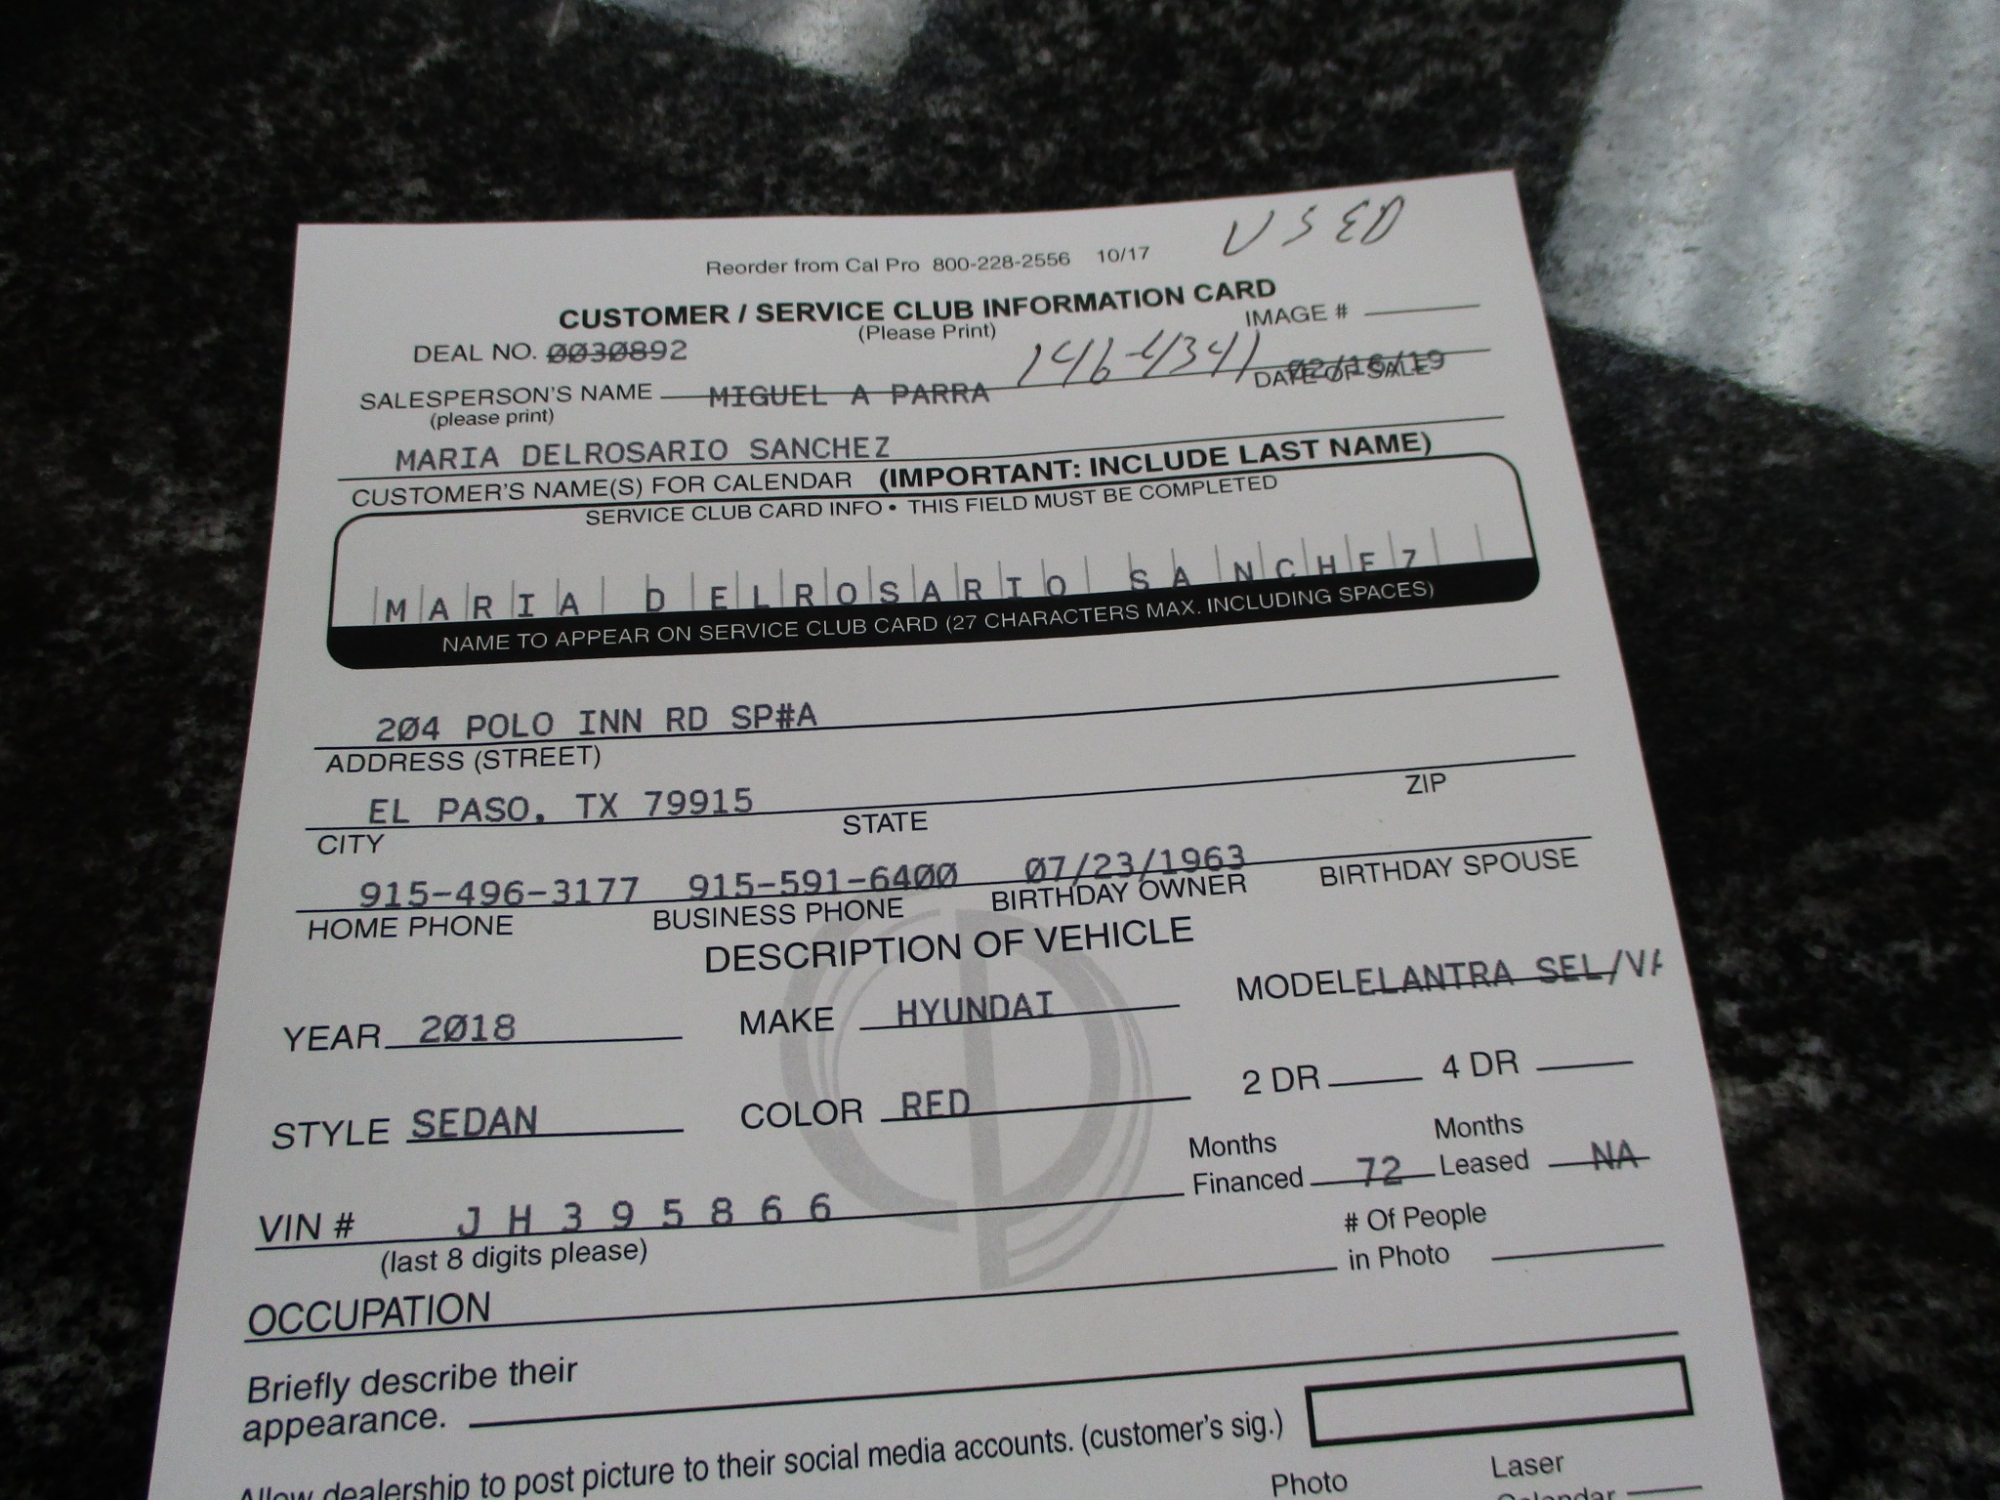 USED
Reorder from Cal Pro 800-228-2556 10/17
CUSTOMER / SERVICE CLUB INFORMATION CARD
(Please Print)
IMAGE #
DEAL NO. 0030892
146-4341
02/16/19
SALESPERSON'S NAME MIGUEL A PARRA DATE OF SALE
(please print)
MARIA DELROSARIO SANCHEZ
CUSTOMER'S NAME(S) FOR CALENDAR (IMPORTANT: INCLUDE LAST NAME)
SERVICE CLUB CARD INFO • THIS FIELD MUST BE COMPLETED
MARIA DELROSARIO SANCHEZ
NAME TO APPEAR ON SERVICE CLUB CARD (27 CHARACTERS MAX. INCLUDING SPACES)
204 POLO INN RD SP#A
ADDRESS (STREET)
EL PASO, TX 79915
CITY STATE ZIP
915-496-3177 915-591-6400 07/23/1963
HOME PHONE BUSINESS PHONE BIRTHDAY OWNER BIRTHDAY SPOUSE
DESCRIPTION OF VEHICLE
YEAR 2018 MAKE HYUNDAI MODEL ELANTRA SEL/VA
STYLE SEDAN COLOR RED 2 DR 4 DR
Months Financed 72 Months Leased NA
VIN # JH395866
(last 8 digits please)
# Of People in Photo
OCCUPATION
Briefly describe their
appearance.
Allow dealership to post picture to their social media accounts. (customer's sig.)
Photo Laser
Calendar